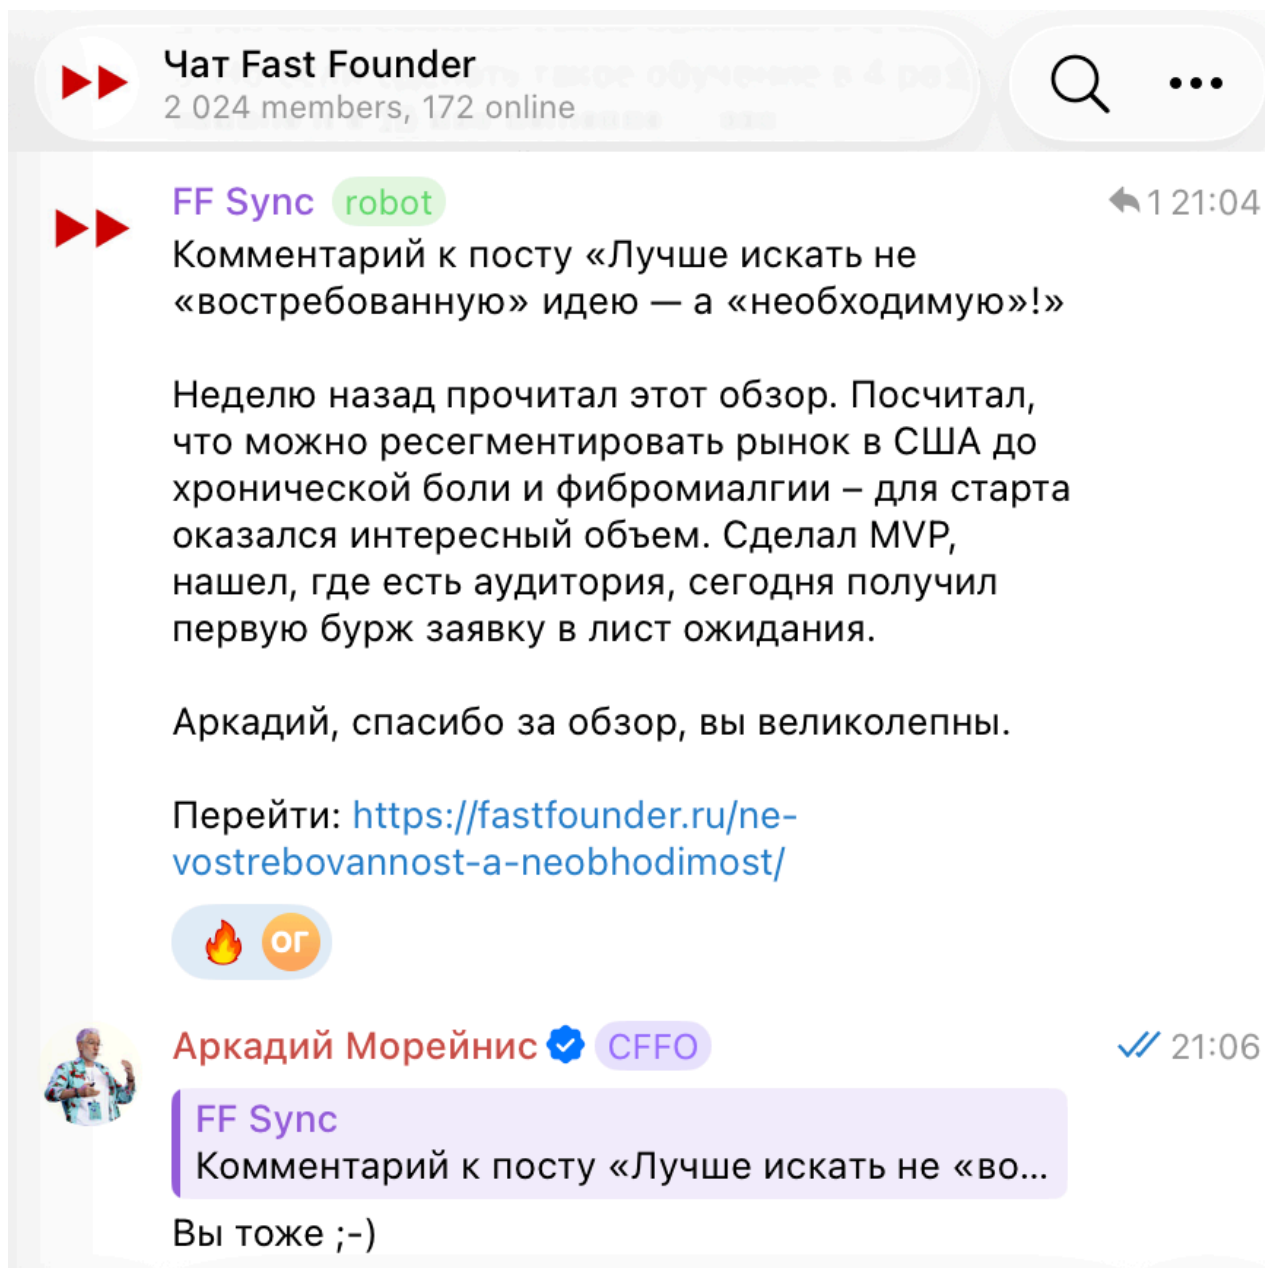 Чат Fast Founder
2 024 members, 172 online
FF Sync robot 1 21:04
Комментарий к посту «Лучше искать не
«востребованную» идею — а «необходимую»!»
Неделю назад прочитал этот обзор. Посчитал,
что можно ресегментировать рынок в США до
хронической боли и фибромиалгии – для старта
оказался интересный объем. Сделал MVP,
нашел, где есть аудитория, сегодня получил
первую бурж заявку в лист ожидания.
Аркадий, спасибо за обзор, вы великолепны.
Перейти: https://fastfounder.ru/ne-
vostrebovannost-a-neobhodimost/
ОГ
Аркадий Морейнис CFFO 21:06
FF Sync
Комментарий к посту «Лучше искать не «во...
Вы тоже ;-)